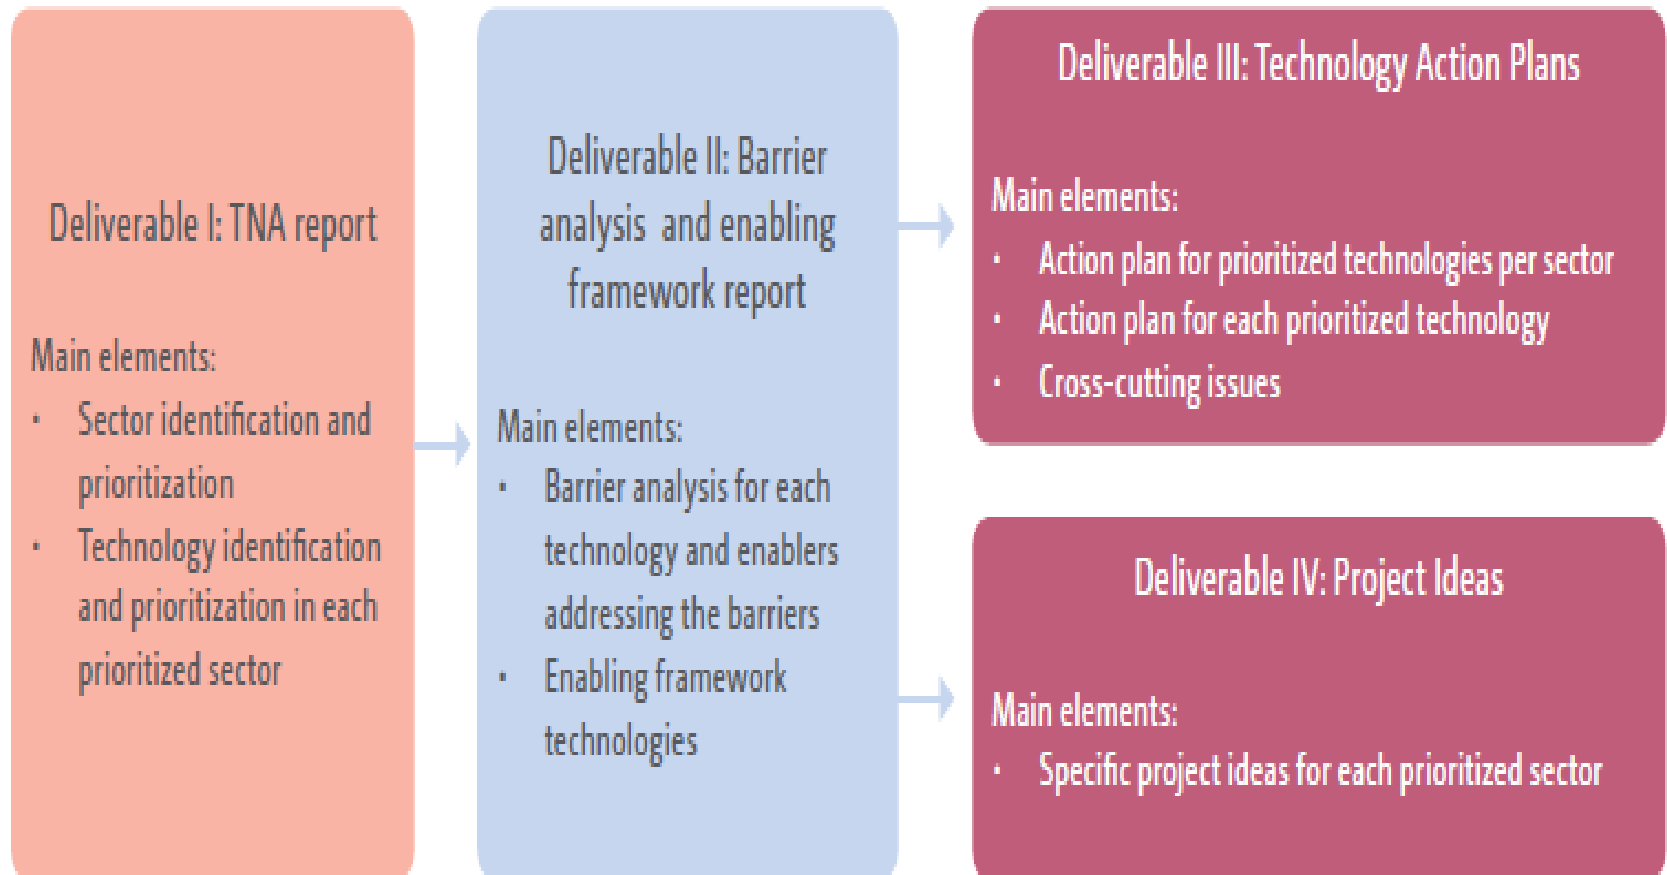 Deliverable I: TNA report
Main elements:
· Sector identification and
prioritization
· Technology identification
and prioritization in each
prioritized sector
Deliverable II: Barrier
analysis and enabling
framework report
Main elements:
· Barrier analysis for each
technology and enablers
addressing the barriers
· Enabling framework
technologies
Deliverable III: Technology Action Plans
Main elements:
· Action plan for prioritized technologies per sector
· Action plan for each prioritized technology
· Cross-cutting issues
Deliverable IV: Project Ideas
Main elements:
· Specific project ideas for each prioritized sector